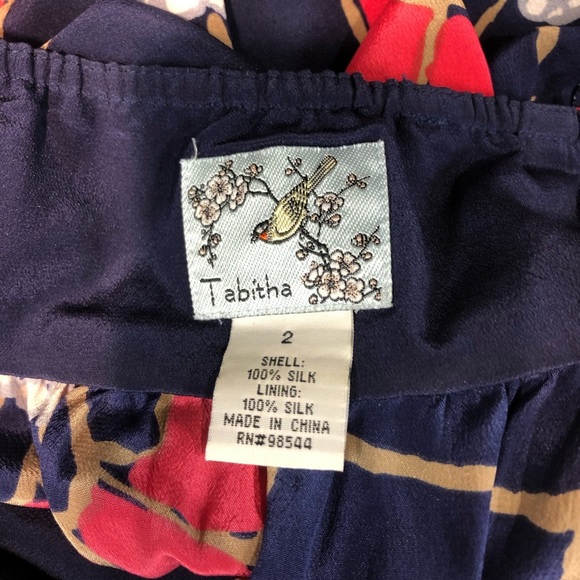 Tabitha
2
SHELL:
100% SILK
LINING:
100% SILK
MADE IN CHINA
RN#98544